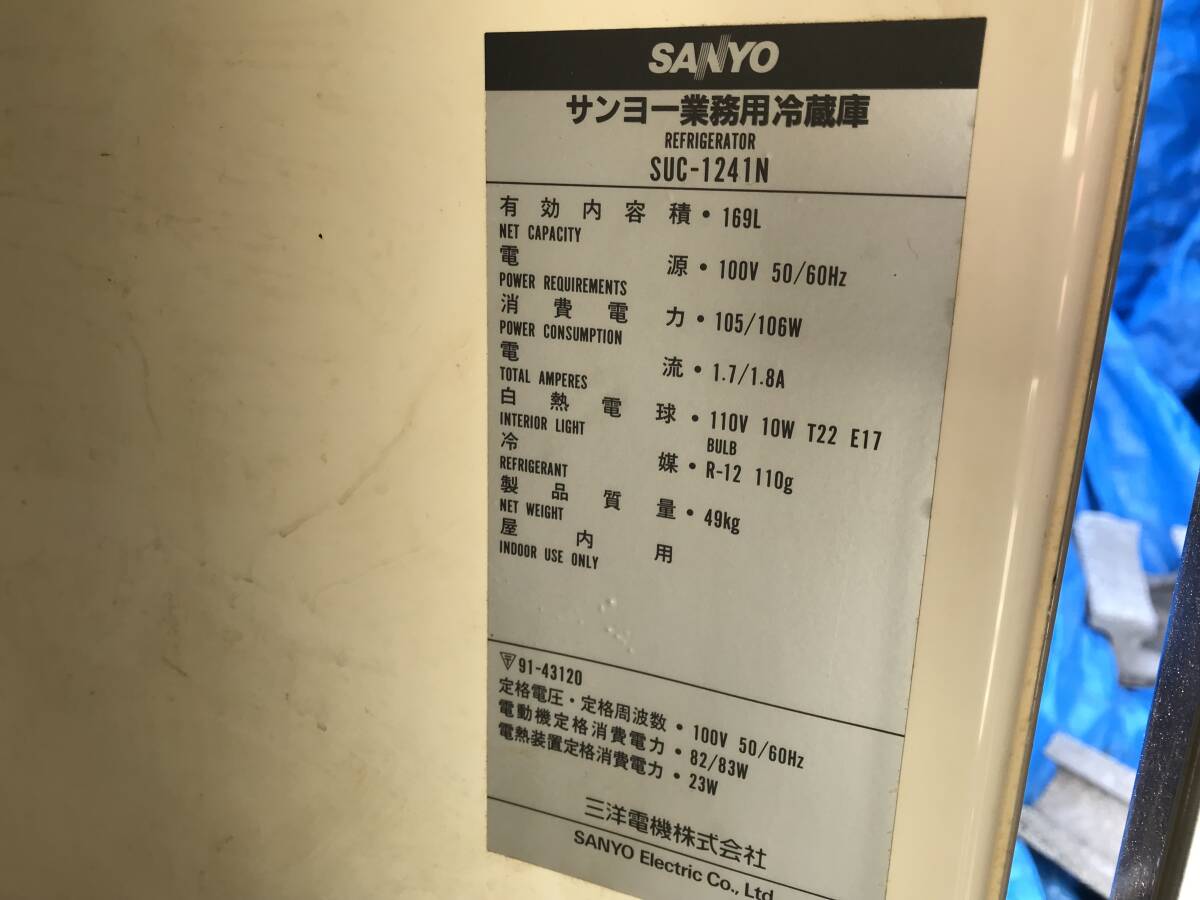 SANYO
サンヨー業務用冷蔵庫
REFRIGERATOR
SUC-1241N
有効内容積・169L
NET CAPACITY
電源・100V 50/60Hz
POWER REQUIREMENTS
消費電力・105/106W
POWER CONSUMPTION
電流・1.7/1.8A
TOTAL AMPERES
白熱電球・110V 10W T22 E17
INTERIOR LIGHT BULB
冷媒・R-12 110g
REFRIGERANT
製品質量・49kg
NET WEIGHT
屋内用
INDOOR USE ONLY
91-43120
定格電圧・定格周波数・100V 50/60Hz
電動機定格消費電力・82/83W
電熱装置定格消費電力・23W
三洋電機株式会社
SANYO Electric Co., Ltd